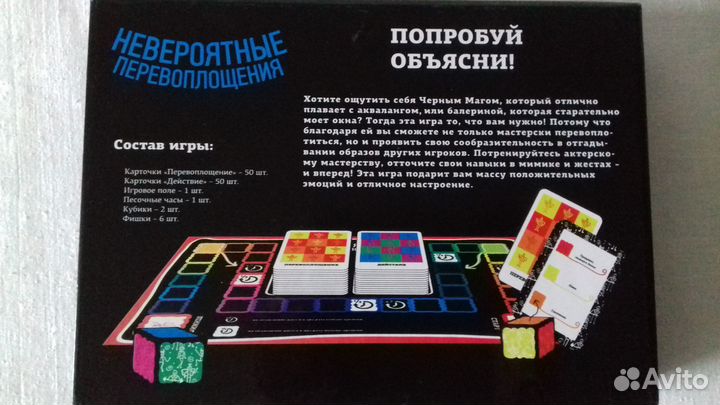 НЕВЕРОЯТНЫЕ
ПЕРЕВОПЛОЩЕНИЯ
ПОПРОБУЙ
ОБЪЯСНИ!
Хотите ощутить себя Черным Магом, который отлично
плавает с аквалангом, или балериной, которая старательно
моет окна? Тогда эта игра то, что вам нужно! Потому что
благодаря ей вы сможете не только мастерски перевопло-
титься, но и проявить свою сообразительность в отгады-
вании образов других игроков. Потренируйтесь актерско-
му мастерству, отточите свои навыки в мимике и жестах -
и вперед! Эта игра подарит вам массу положительных
эмоций и отличное настроение.
Состав игры:
Карточки «Перевоплощение» - 50 шт.
Карточки «Действие» - 50 шт.
Игровое поле - 1 шт.
Песочные часы - 1 шт.
Кубики - 2 шт.
Фишки - 6 шт.
ПЕРЕВОПЛОЩЕНИЕ
ДЕЙСТВИЕ
СТАРТ
Avito